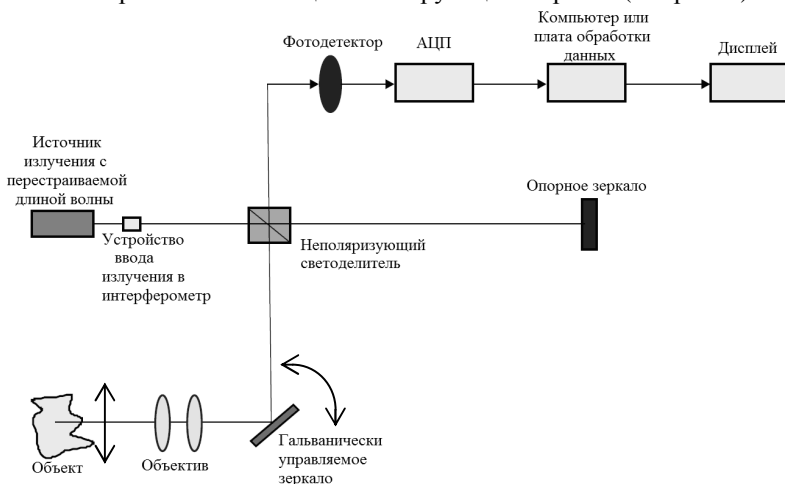 Компьютер или
плата обработки
данных
Фотодетектор
АЦП
Дисплей
Источник
излучения с
перестраиваемой
длиной волны
Опорное зеркало
Устройство
ввода
излучения в
интерферометр
Неполяризующий
светоделитель
Объект
Объектив
Гальванически
управляемое
зеркало